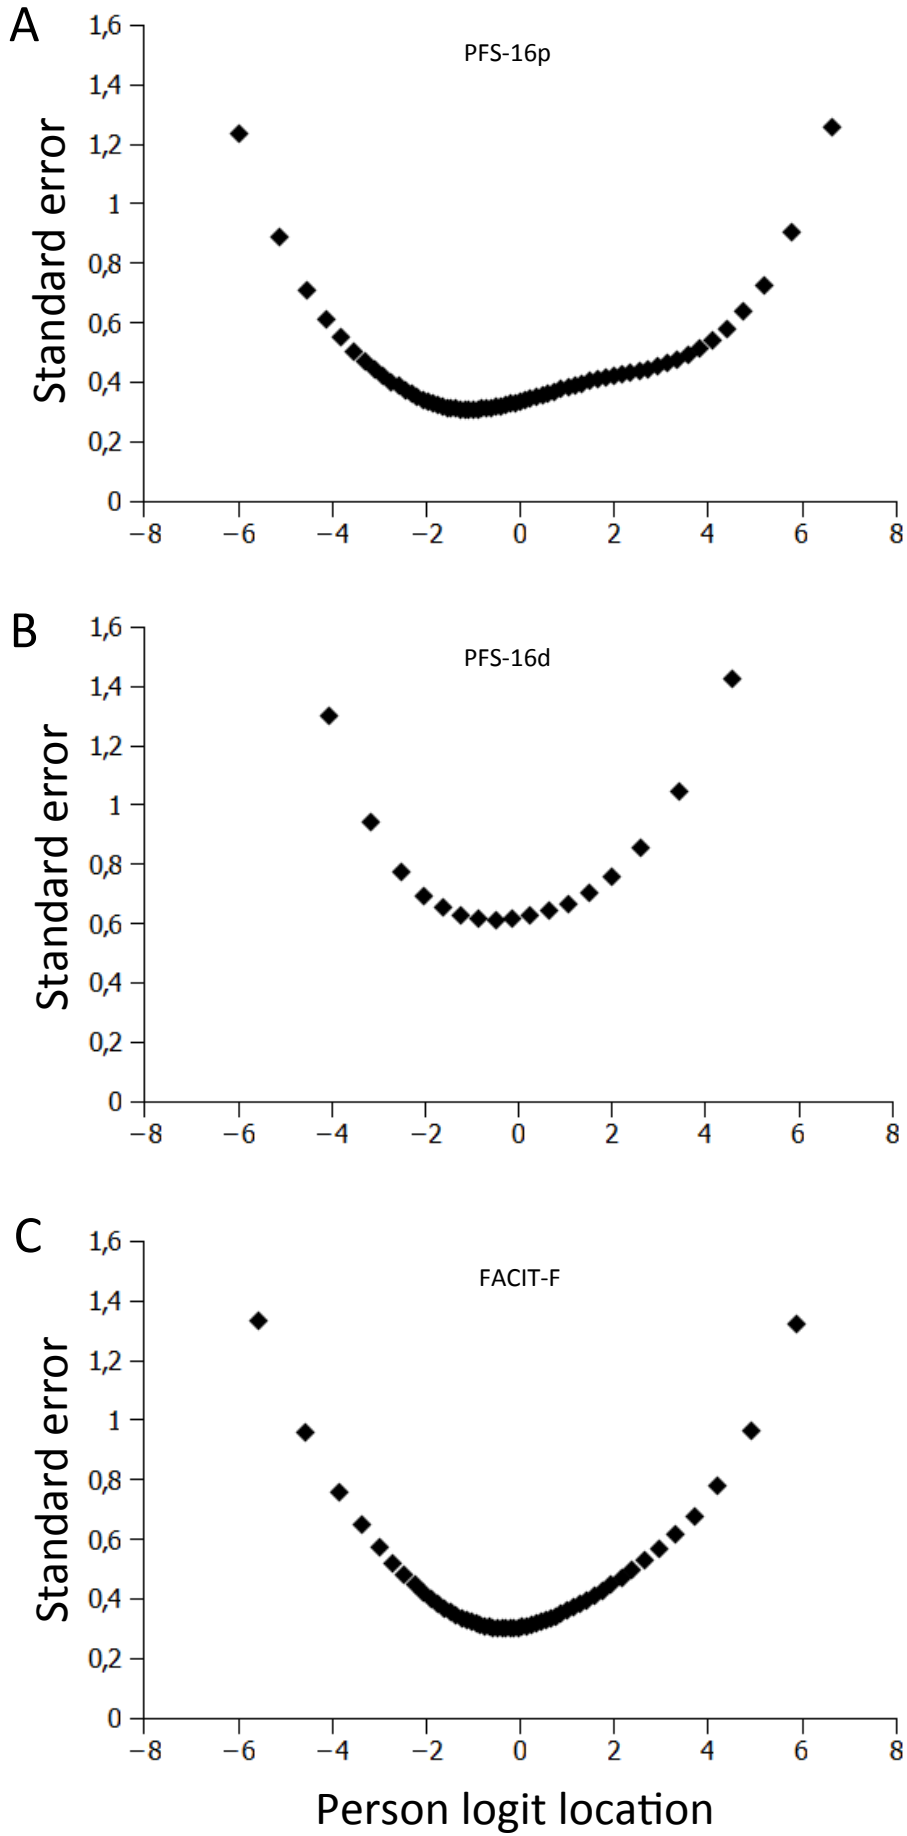 A
PFS-16p
Standard error
1,6
1,4
1,2
1
0,8
0,6
0,4
0,2
0
−8 −6 −4 −2 0 2 4 6 8
B
PFS-16d
Standard error
1,6
1,4
1,2
1
0,8
0,6
0,4
0,2
0
−8 −6 −4 −2 0 2 4 6 8
C
FACIT-F
Standard error
1,6
1,4
1,2
1
0,8
0,6
0,4
0,2
0
−8 −6 −4 −2 0 2 4 6 8
Person logit location